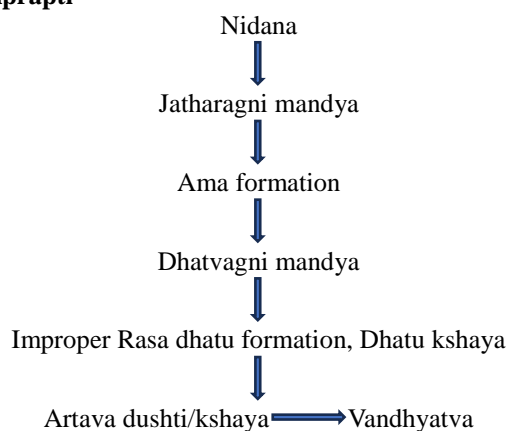 Nidana
Jatharagni mandya
Ama formation
Dhatvagni mandya
Improper Rasa dhatu formation, Dhatu kshaya
Artava dushti/kshaya Vandhyatva